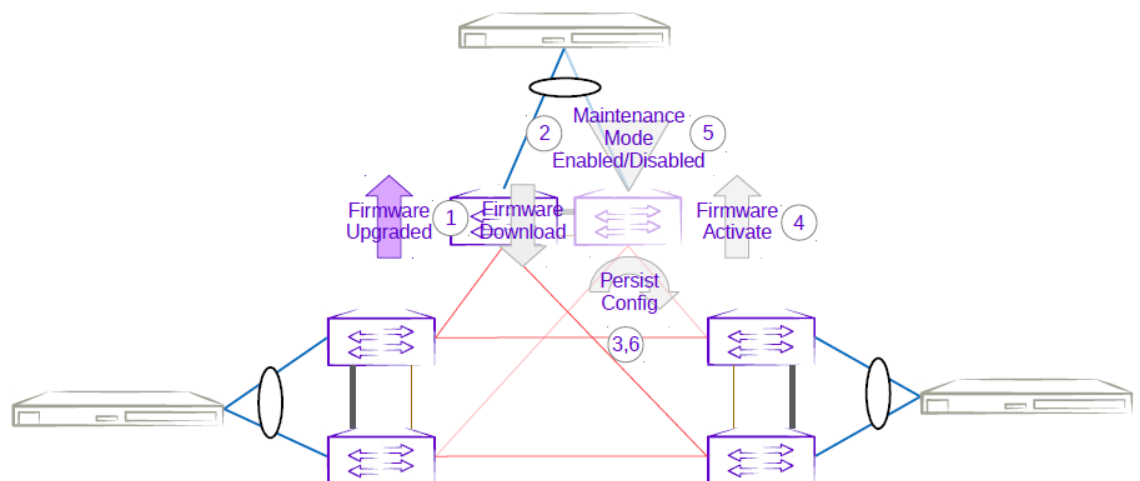 Maintenance
Mode
Enabled/Disabled
2
5
Firmware
Upgraded
1
Firmware
Download
Firmware
Activate
4
Persist
Config
3,6